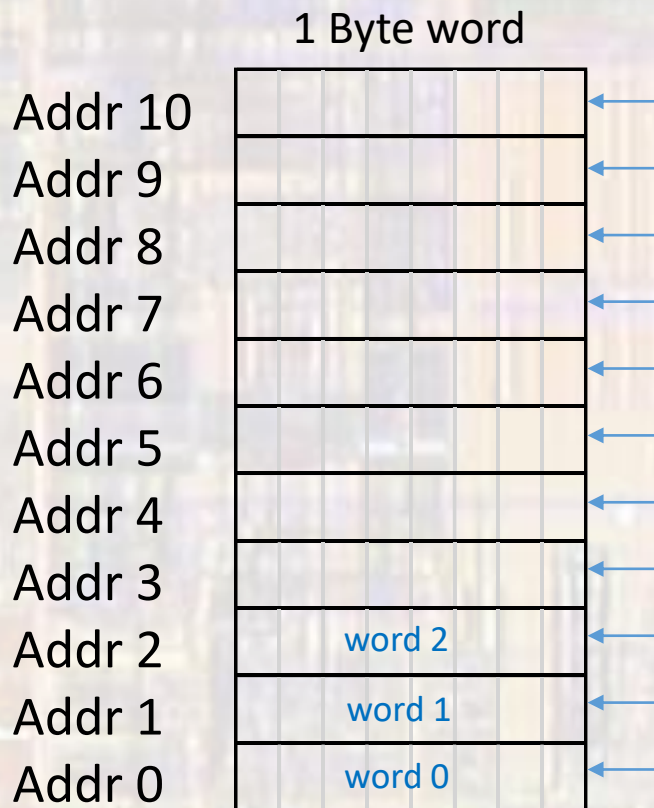 1 Byte word
Addr 10
Addr 9
Addr 8
Addr 7
Addr 6
Addr 5
Addr 4
Addr 3
Addr 2 word 2
Addr 1 word 1
Addr 0 word 0